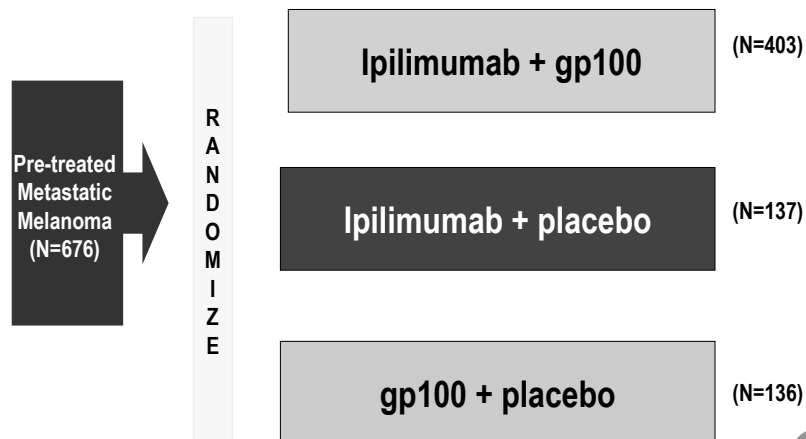 Pre-treated
Metastatic
Melanoma
(N=676)
R
A
N
D
O
M
I
Z
E
Ipilimumab + gp100
(N=403)
Ipilimumab + placebo
(N=137)
gp100 + placebo
(N=136)